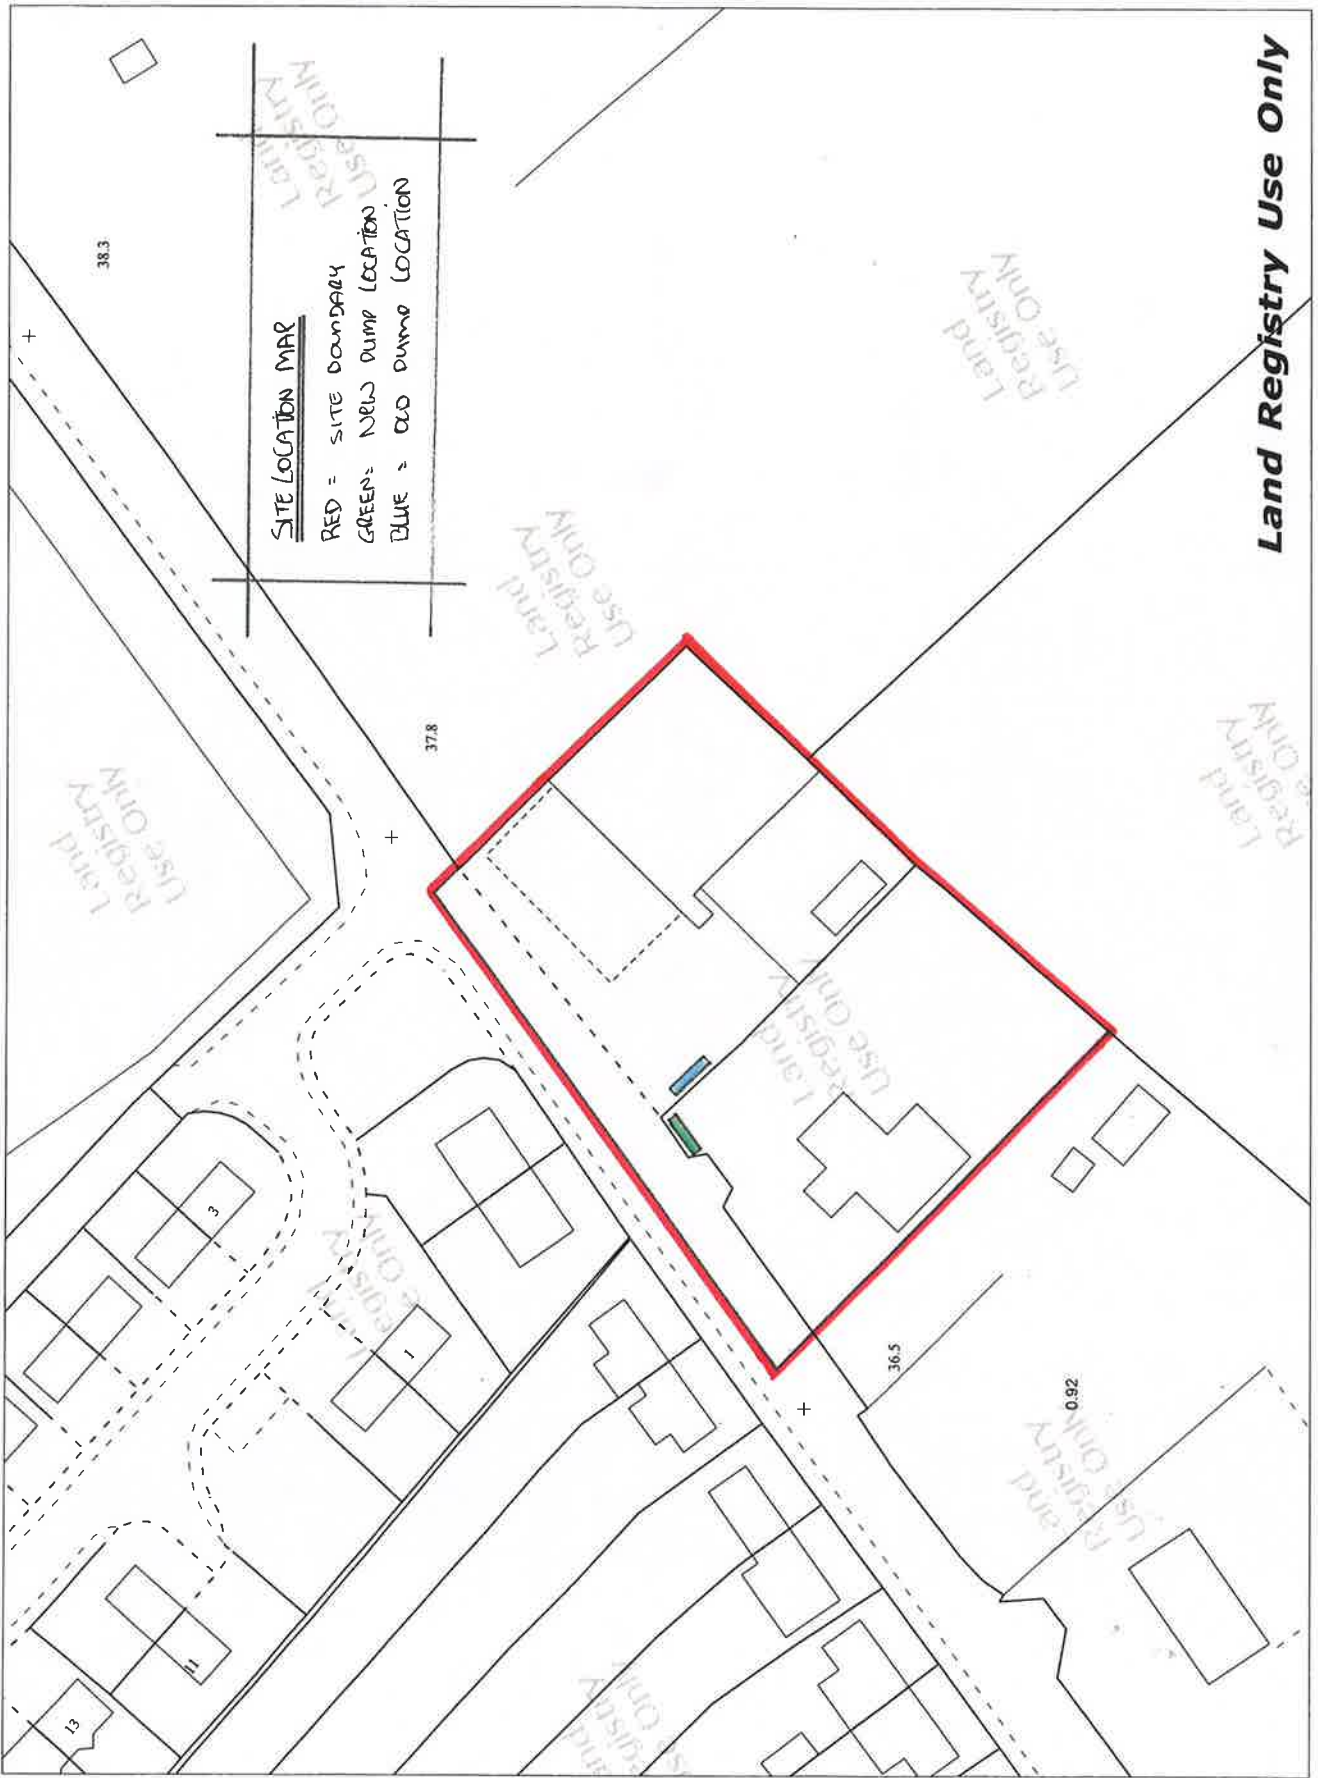 Land Registry Use Only
SITE LOCATION MAP
RED = SITE BOUNDARY
GREEN= NEW DUMP LOCATION
BLUE = OLD DUMP LOCATION
38.3
37.8
36.5
0.92
3
1
11
13
Land
Registry
Use Only
Land
Registry
Use Only
Land
Registry
Use Only
Land
Registry
Use Only
Land
Registry
Use Only